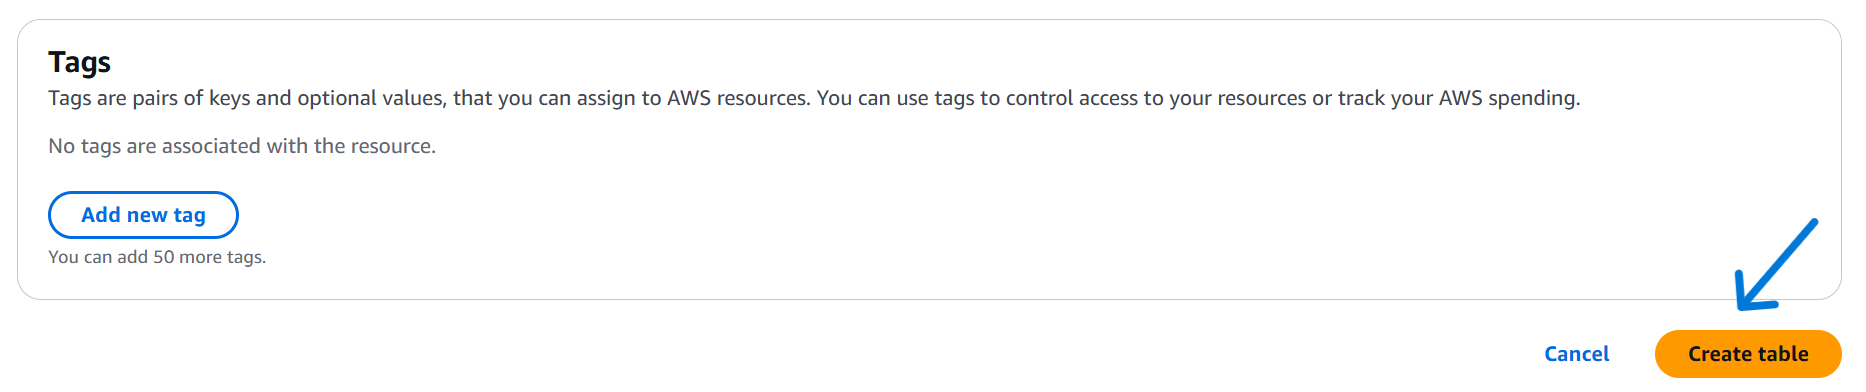 Tags
Tags are pairs of keys and optional values, that you can assign to AWS resources. You can use tags to control access to your resources or track your AWS spending.
No tags are associated with the resource.
Add new tag
You can add 50 more tags.
Cancel
Create table